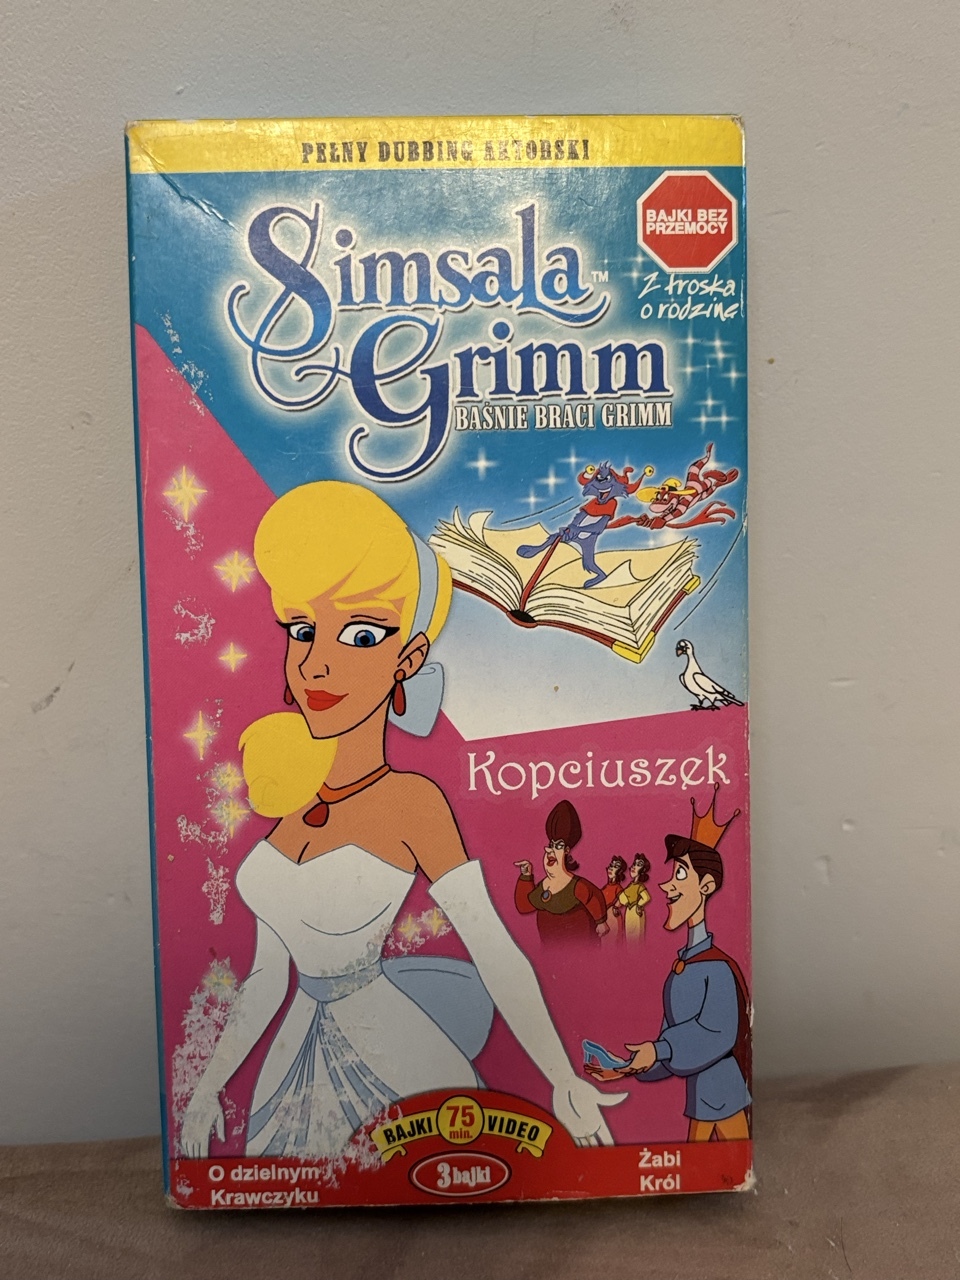 PEŁNY DUBBING AKTORSKI
Simsala™
Grimm
BAŚNIE BRACI GRIMM
BAJKI BEZ
PRZEMOCY
Z troską
o rodzinę
Kopciuszek
BAJKI 75 min. VIDEO
3 bajki
O dzielnym
Krawczyku
Żabi
Król